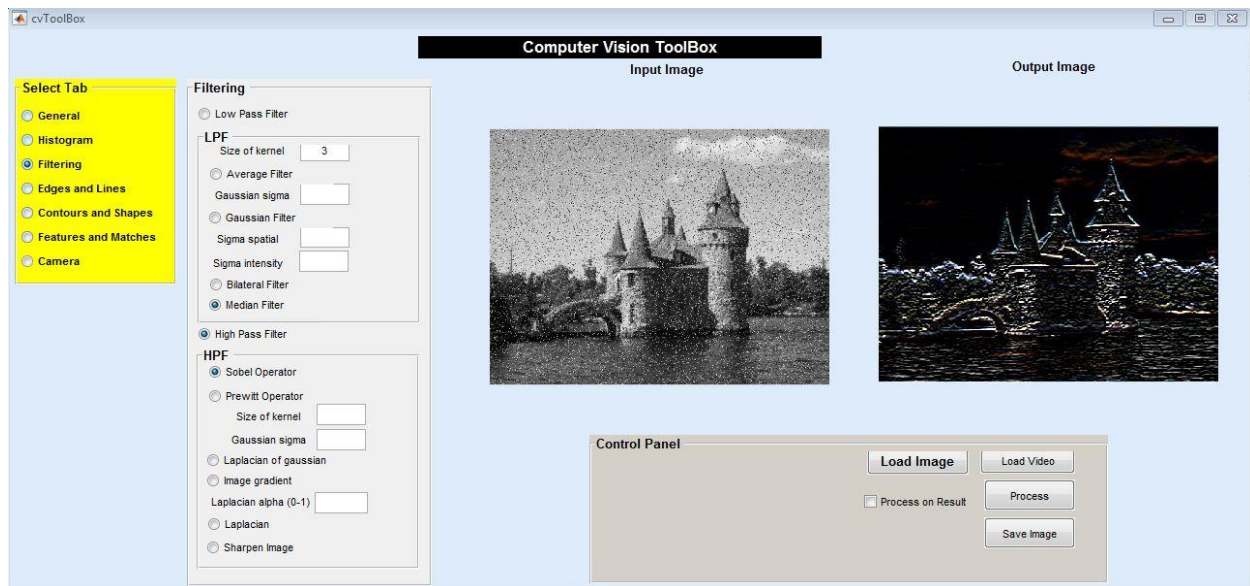 cvToolBox
Computer Vision ToolBox
Input Image
Output Image
Select Tab
General
Histogram
Filtering
Edges and Lines
Contours and Shapes
Features and Matches
Camera
Filtering
Low Pass Filter
LPF
Size of kernel 3
Average Filter
Gaussian sigma
Gaussian Filter
Sigma spatial
Sigma intensity
Bilateral Filter
Median Filter
High Pass Filter
HPF
Sobel Operator
Prewitt Operator
Size of kernel
Gaussian sigma
Laplacian of gaussian
Image gradient
Laplacian alpha (0-1)
Laplacian
Sharpen Image
Control Panel
Load Image Load Video
Process on Result Process
Save Image